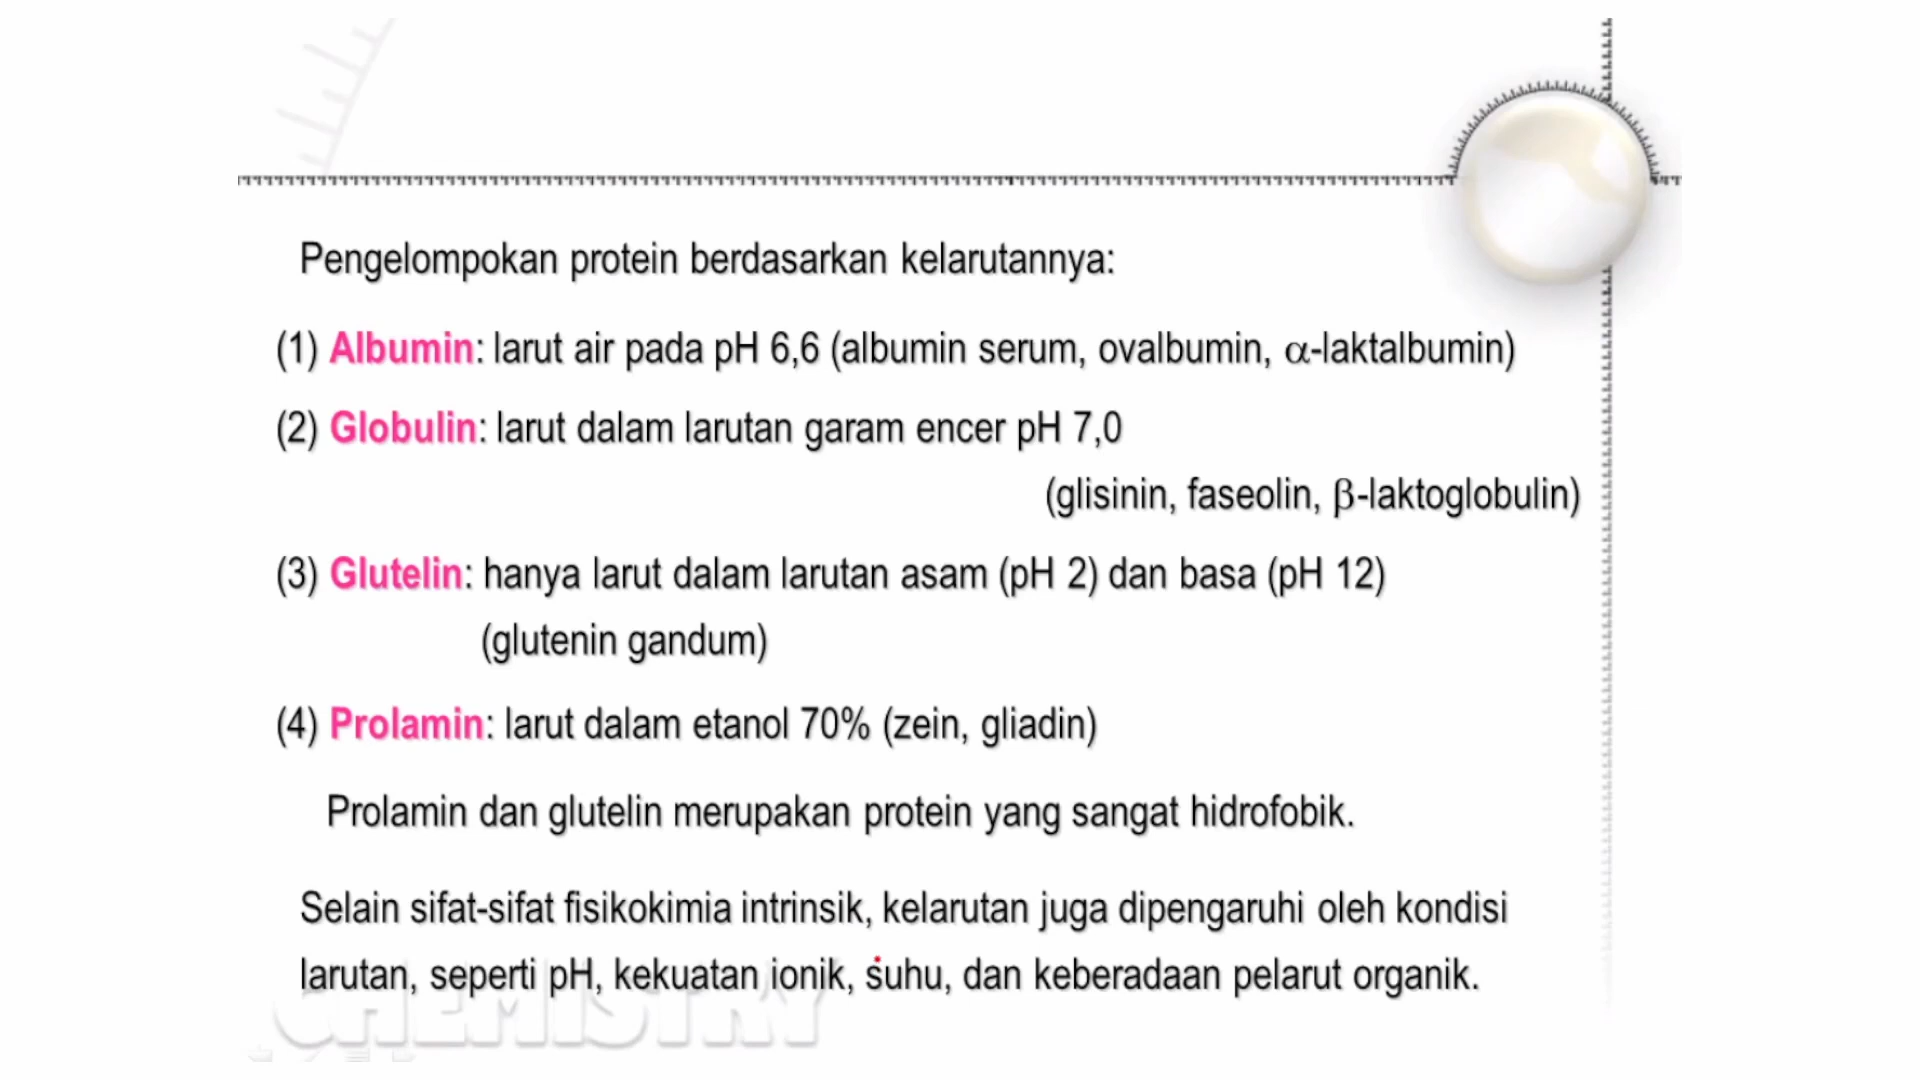 Pengelompokan protein berdasarkan kelarutannya:
(1) Albumin: larut air pada pH 6,6 (albumin serum, ovalbumin, α-laktalbumin)
(2) Globulin: larut dalam larutan garam encer pH 7,0
(glisinin, faseolin, β-laktoglobulin)
(3) Glutelin: hanya larut dalam larutan asam (pH 2) dan basa (pH 12)
(glutenin gandum)
(4) Prolamin: larut dalam etanol 70% (zein, gliadin)
Prolamin dan glutelin merupakan protein yang sangat hidrofobik.
Selain sifat-sifat fisikokimia intrinsik, kelarutan juga dipengaruhi oleh kondisi
larutan, seperti pH, kekuatan ionik, suhu, dan keberadaan pelarut organik.
CHEMISTRY